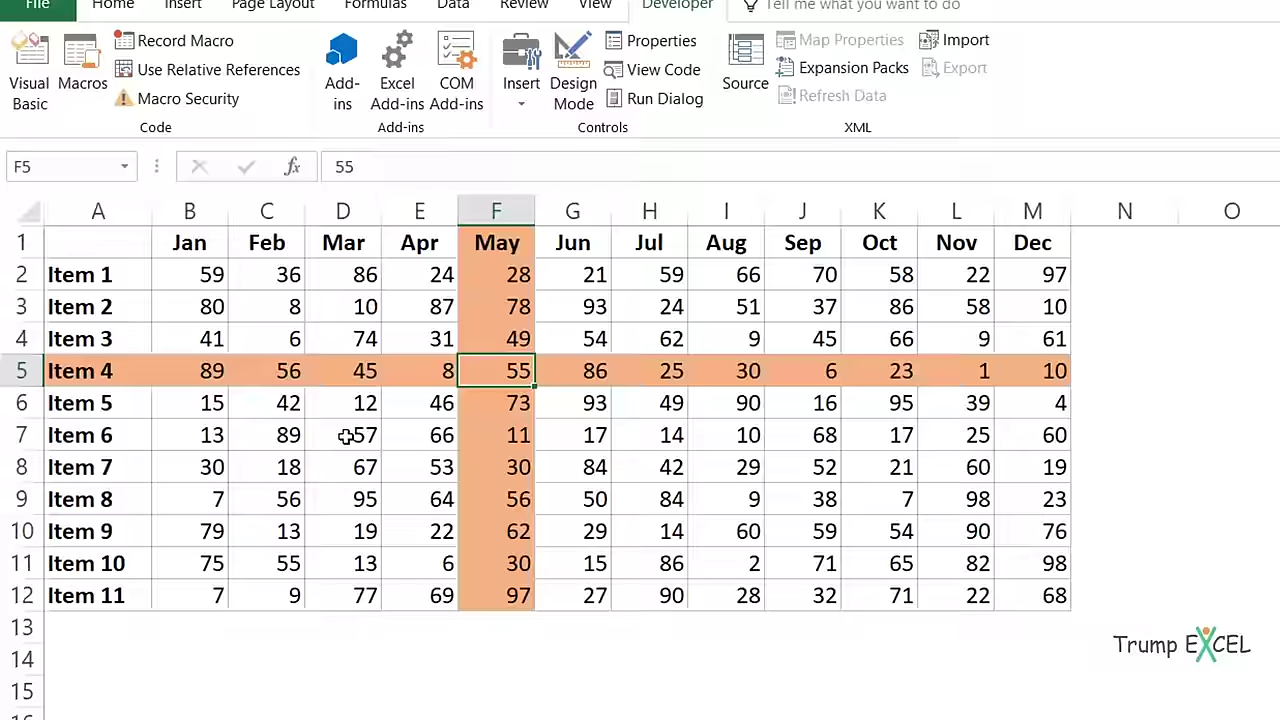 File Home Insert Page Layout Formulas Data Review View Developer Tell me what you want to do
Visual Basic
Macros
Record Macro
Use Relative References
Macro Security
Code
Add-ins
Excel Add-ins
COM Add-ins
Add-ins
Insert
Design Mode
Properties
View Code
Run Dialog
Controls
Source
Map Properties
Expansion Packs
Refresh Data
Import
Export
XML
F5 fx 55
A B C D E F G H I J K L M N O
1 Jan Feb Mar Apr May Jun Jul Aug Sep Oct Nov Dec
2 Item 1 59 36 86 24 28 21 59 66 70 58 22 97
3 Item 2 80 8 10 87 78 93 24 51 37 86 58 10
4 Item 3 41 6 74 31 49 54 62 9 45 66 9 61
5 Item 4 89 56 45 8 55 86 25 30 6 23 1 10
6 Item 5 15 42 12 46 73 93 49 90 16 95 39 4
7 Item 6 13 89 57 66 11 17 14 10 68 17 25 60
8 Item 7 30 18 67 53 30 84 42 29 52 21 60 19
9 Item 8 7 56 95 64 56 50 84 9 38 7 98 23
10 Item 9 79 13 19 22 62 29 14 60 59 54 90 76
11 Item 10 75 55 13 6 30 15 86 2 71 65 82 98
12 Item 11 7 9 77 69 97 27 90 28 32 71 22 68
13
14
15
Trump EXCEL